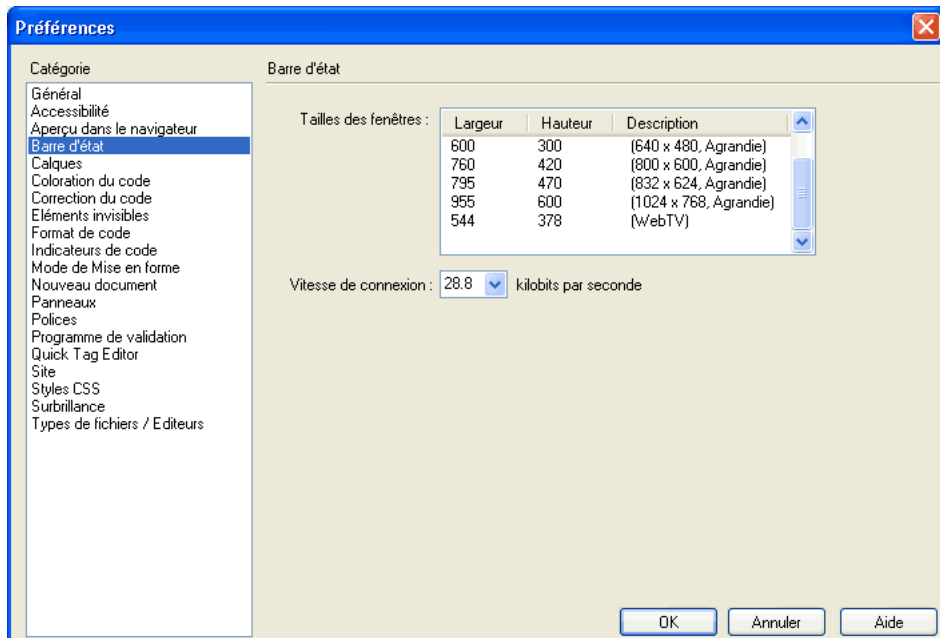 Préférences
Catégorie
Général
Accessibilité
Aperçu dans le navigateur
Barre d'état
Calques
Coloration du code
Correction du code
Eléments invisibles
Format de code
Indicateurs de code
Mode de Mise en forme
Nouveau document
Panneaux
Polices
Programme de validation
Quick Tag Editor
Site
Styles CSS
Surbrillance
Types de fichiers / Editeurs
Barre d'état
Tailles des fenêtres :
Largeur Hauteur Description
600 300 (640 x 480, Agrandie)
760 420 (800 x 600, Agrandie)
795 470 (832 x 624, Agrandie)
955 600 (1024 x 768, Agrandie)
544 378 (WebTV)
Vitesse de connexion : 28.8 kilobits par seconde
OK Annuler Aide